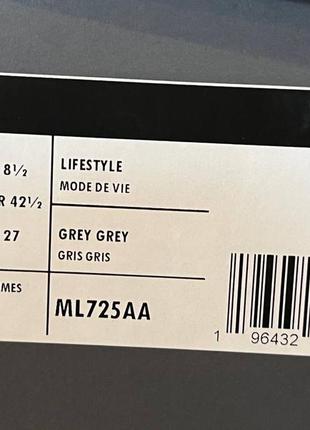 8½
LIFESTYLE
MODE DE VIE
R 42½
27
GREY GREY
GRIS GRIS
MES
ML725AA
1 96432